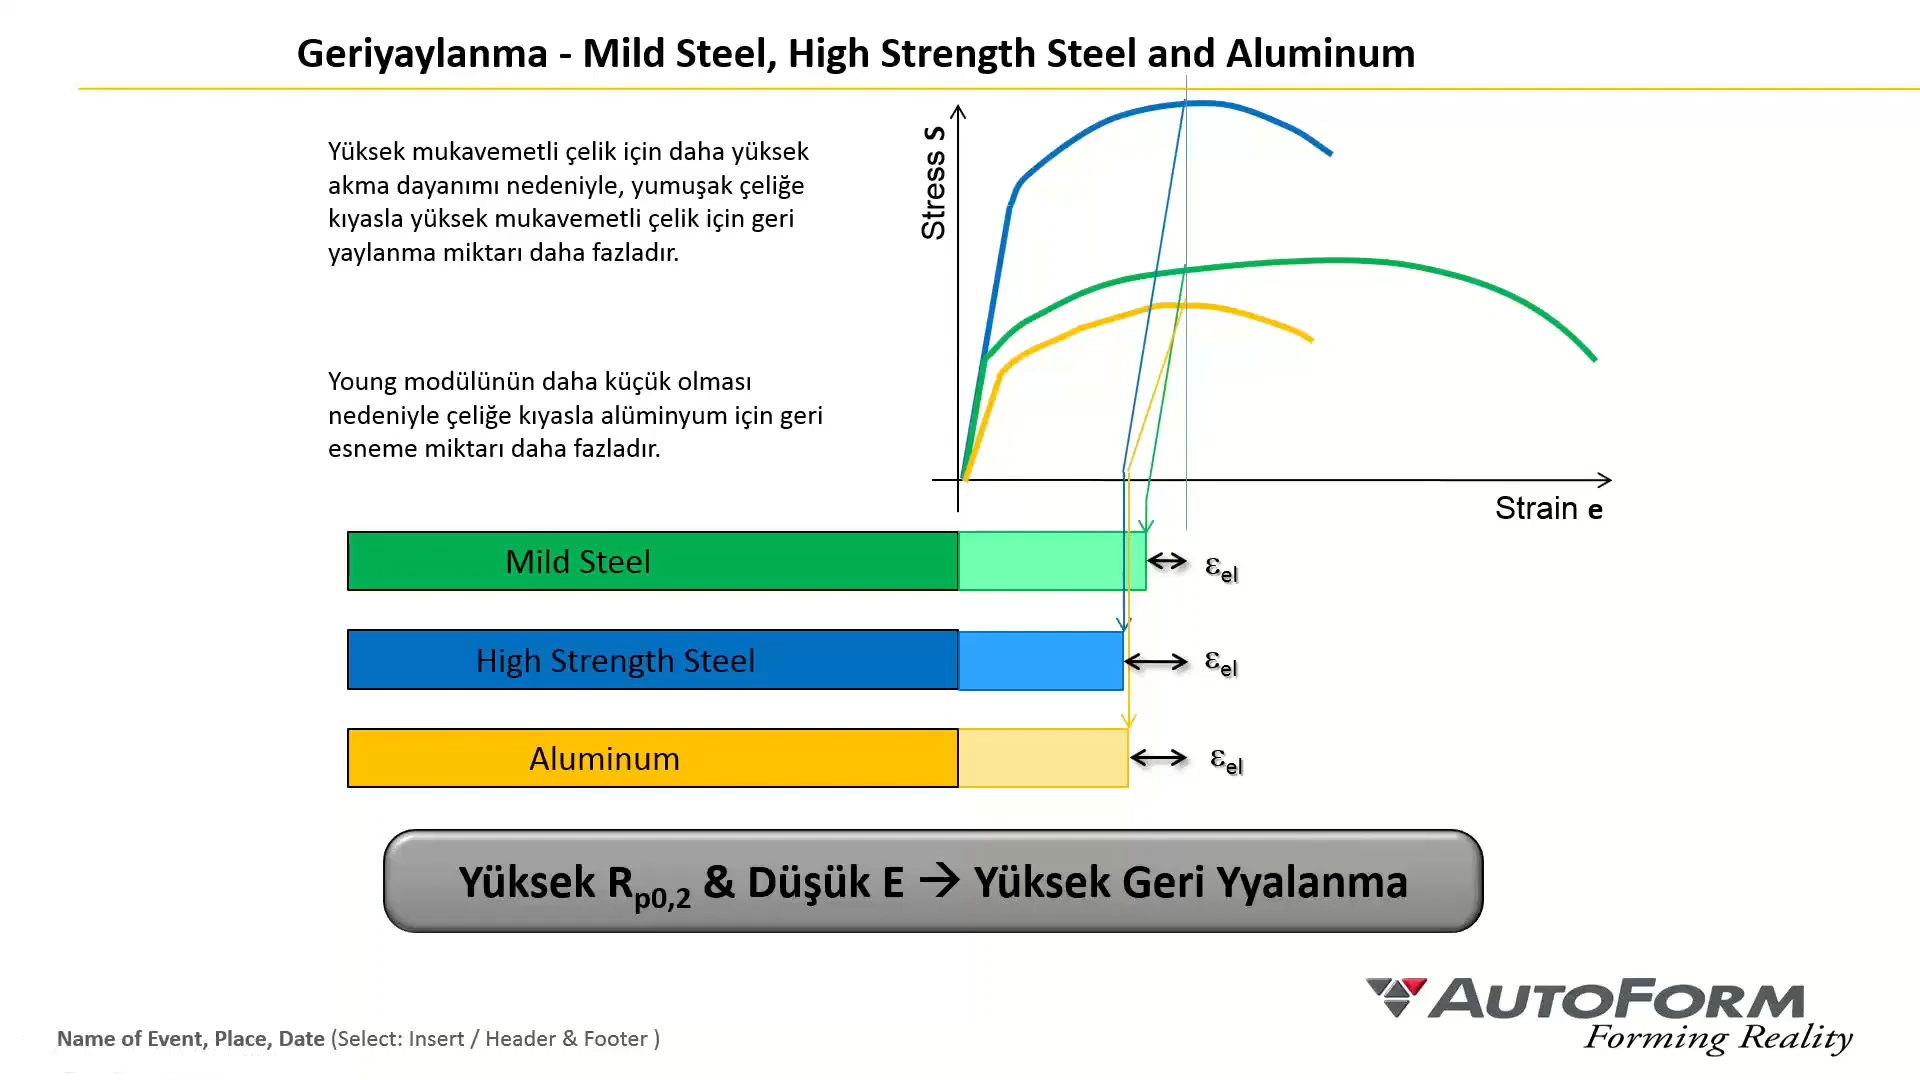 Geriyaylanma - Mild Steel, High Strength Steel and Aluminum
Yüksek mukavemetli çelik için daha yüksek
akma dayanımı nedeniyle, yumuşak çeliğe
kıyasla yüksek mukavemetli çelik için geri
yaylanma miktarı daha fazladır.
Young modülünün daha küçük olması
nedeniyle çeliğe kıyasla alüminyum için geri
esneme miktarı daha fazladır.
Stress S
Strain e
Mild Steel
εel
High Strength Steel
εel
Aluminum
εel
Yüksek Rp0,2 & Düşük E → Yüksek Geri Yyalanma
AUTOFORM
Forming Reality
Name of Event, Place, Date (Select: Insert / Header & Footer )